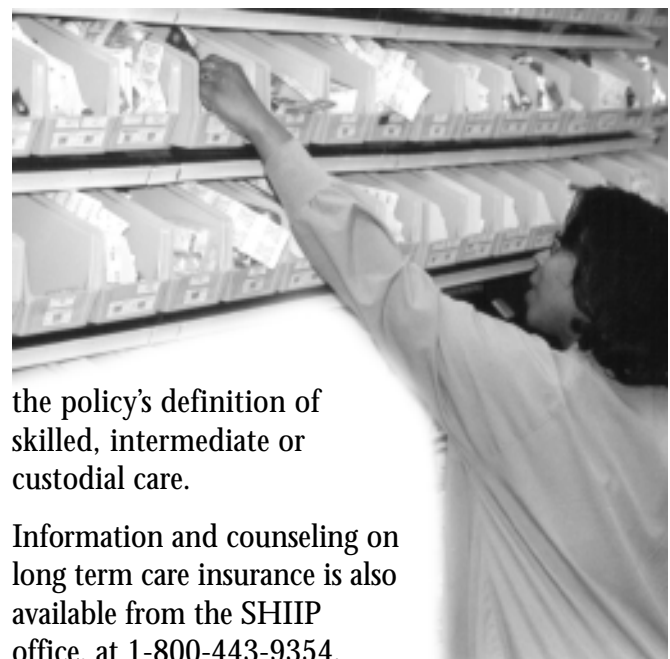 the policy's definition of
skilled, intermediate or
custodial care.
Information and counseling on
long term care insurance is also
available from the SHIIP
office, at 1-800-443-9354.